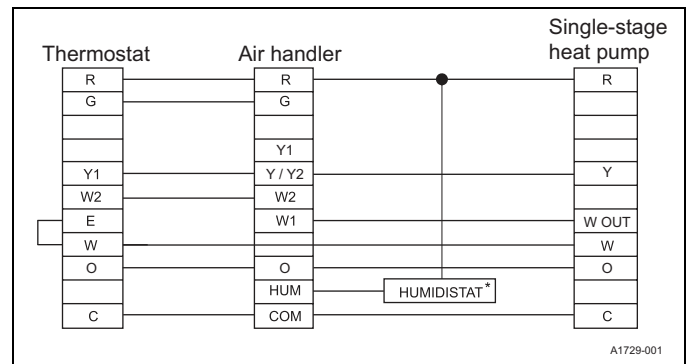 Single-stage
Thermostat Air handler heat pump
R R R
G G
Y1
Y1 Y / Y2 Y
W2 W2
E W1 W OUT
W W
O O O
HUM HUMIDISTAT*
C COM C
A1729-001